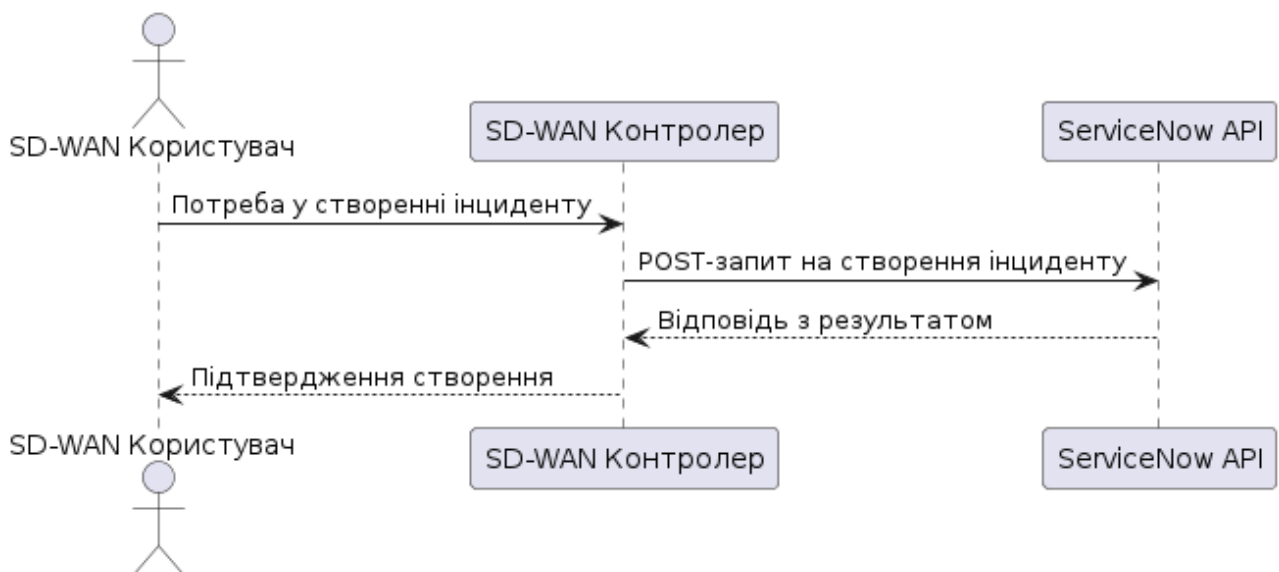 SD-WAN Користувач
SD-WAN Контролер
ServiceNow API
Потреба у створенні інциденту
POST-запит на створення інциденту
Відповідь з результатом
Підтвердження створення
SD-WAN Користувач
SD-WAN Контролер
ServiceNow API